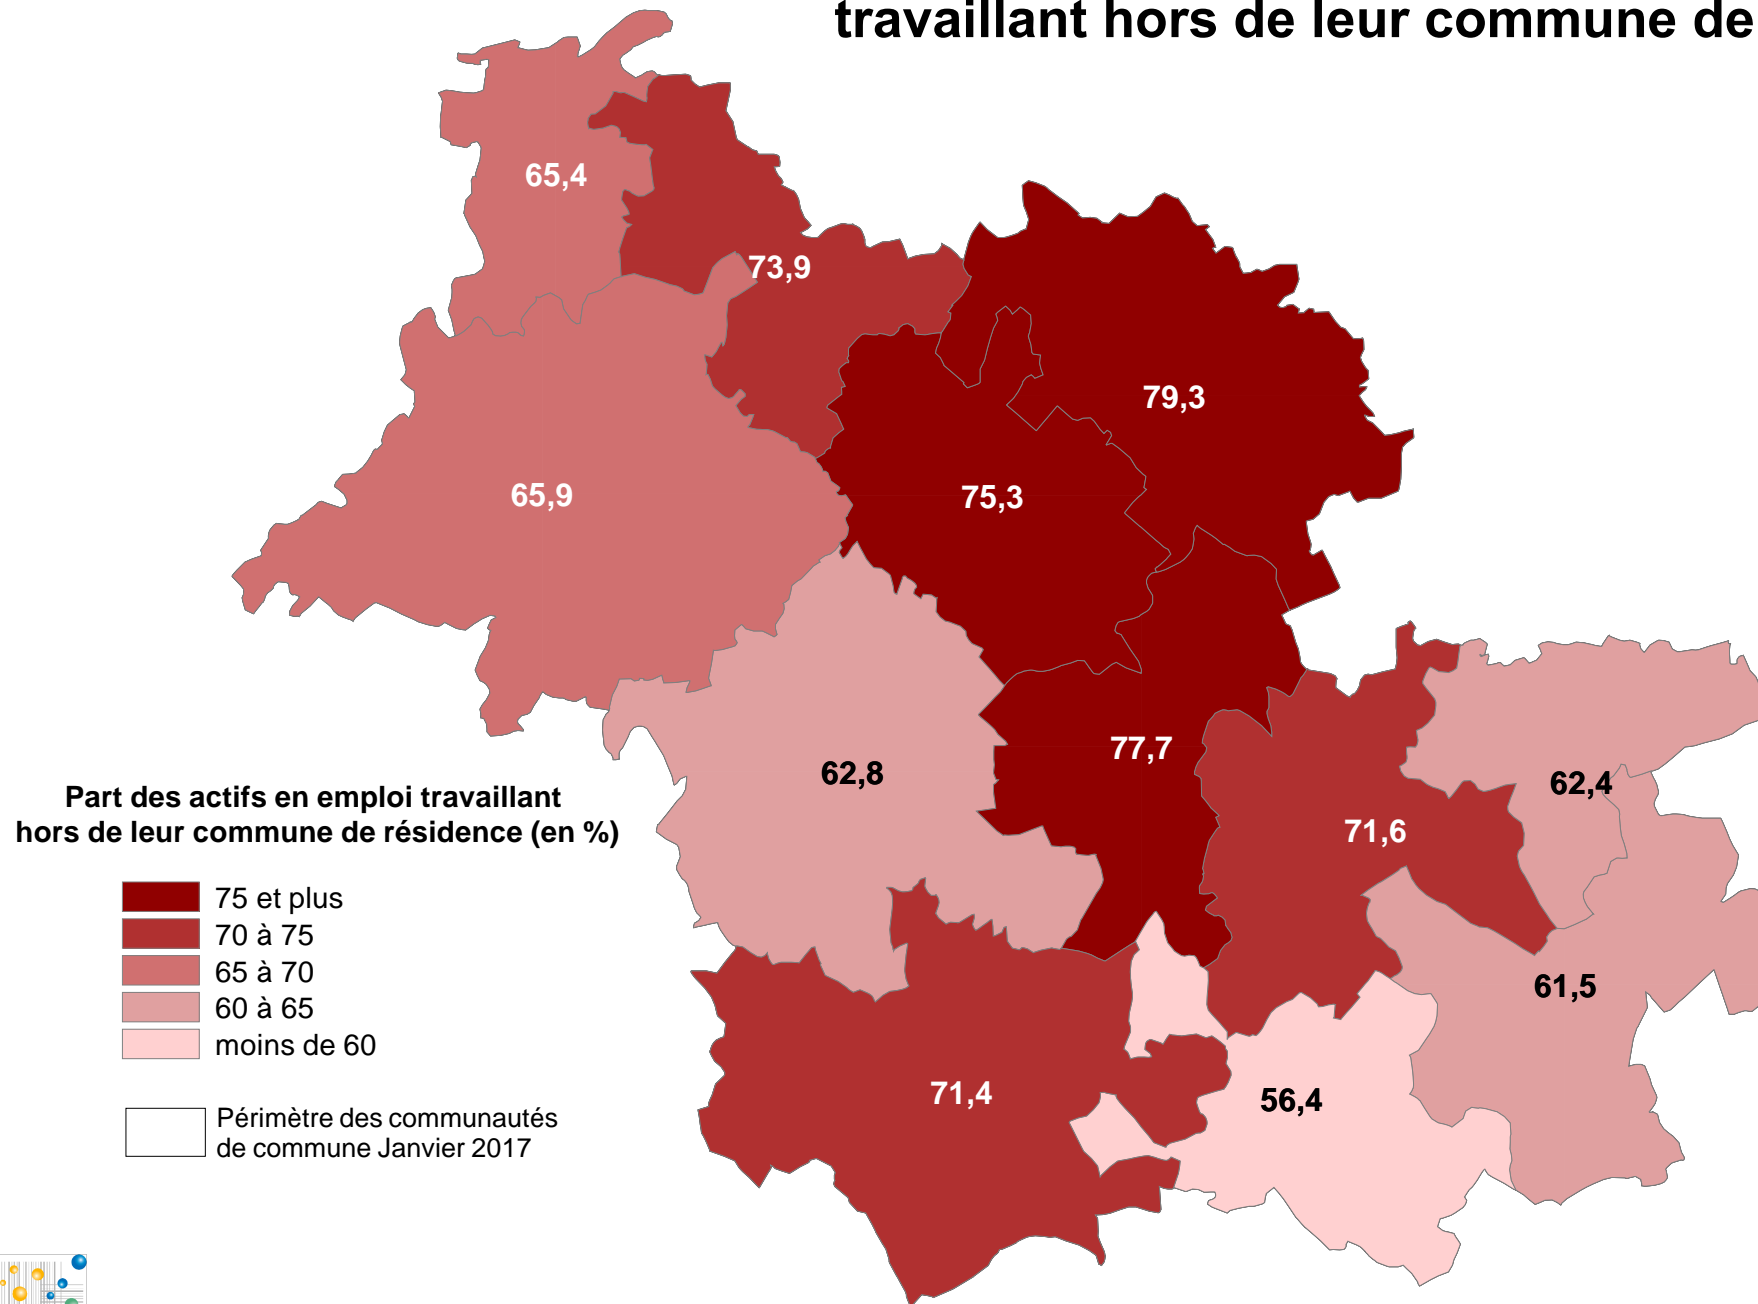 travaillant hors de leur commune de
65,4
73,9
79,3
65,9
75,3
77,7
62,8
62,4
71,6
61,5
71,4
56,4
Part des actifs en emploi travaillant
hors de leur commune de résidence (en %)
75 et plus
70 à 75
65 à 70
60 à 65
moins de 60
Périmètre des communautés
de commune Janvier 2017